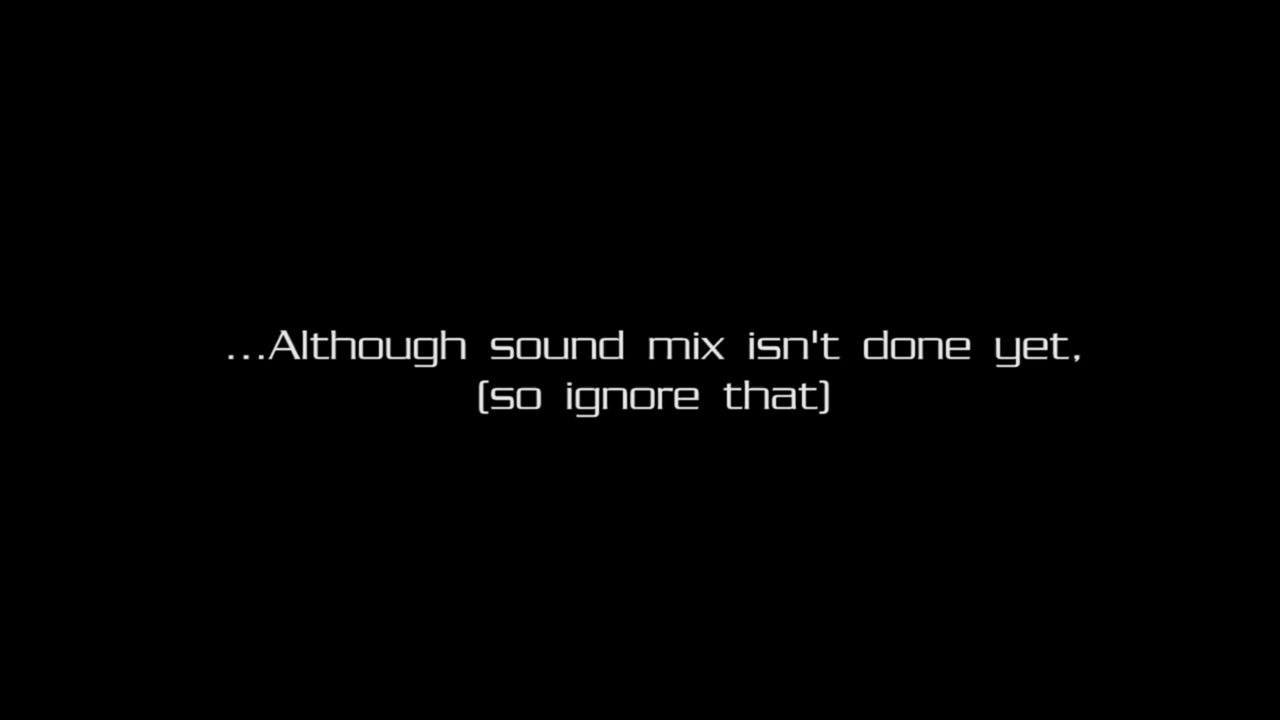 ...Although sound mix isn't done yet,
(so ignore that)